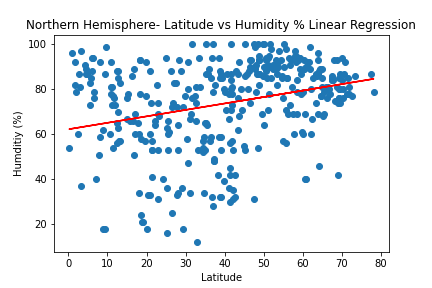 Northern Hemisphere- Latitude vs Humidity % Linear Regression
100
80
60
40
20
Humditiy (%)
0 10 20 30 40 50 60 70 80
Latitude